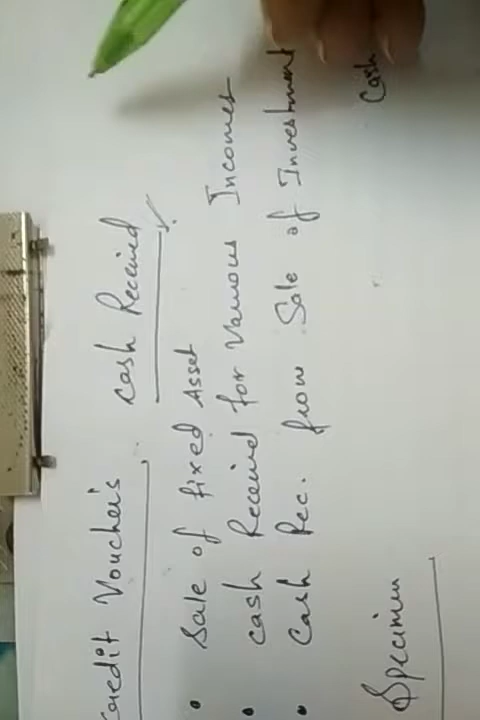 Credit Vouchers, Cash Received
• Sale of fixed Asset
• Cash Received for Various Incomes
• Cash Rec. from Sale of Investment
Specimen
Cash